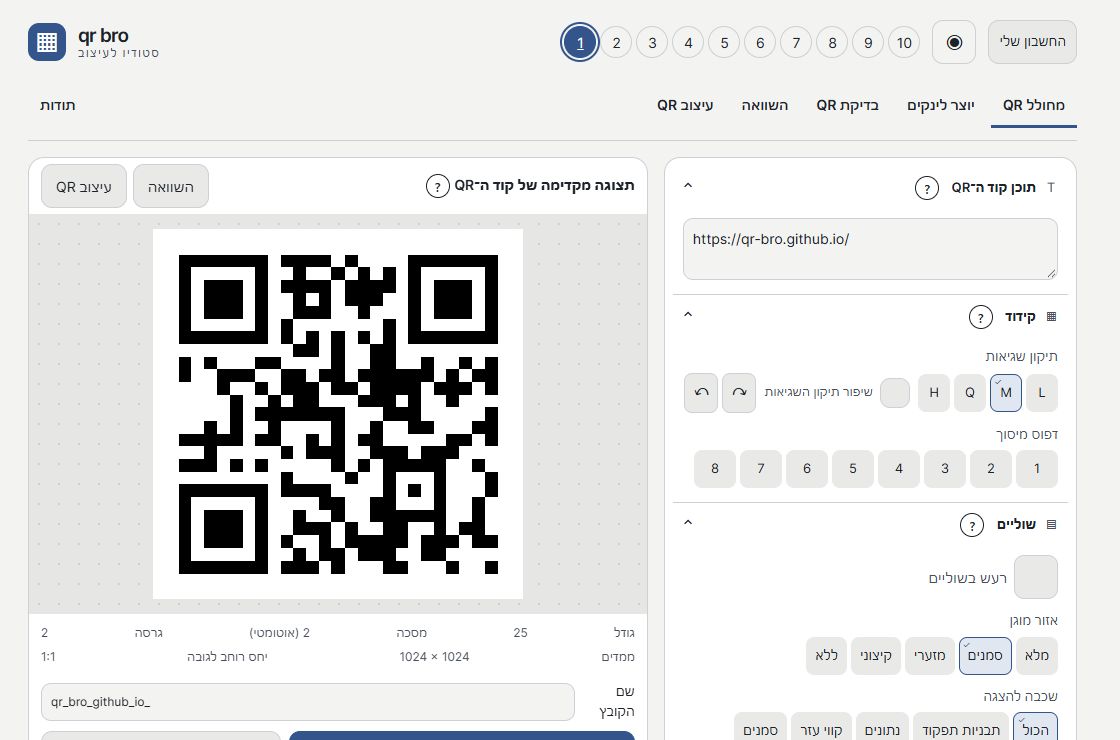 qr bro
סטודיו לעיצוב
1 2 3 4 5 6 7 8 9 10
החשבון שלי
מחולל QR
יוצר לינקים
בדיקת QR
השוואה
עיצוב QR
תודות
T תוכן קוד ה־QR ?
https://qr-bro.github.io/
קידוד ?
תיקון שגיאות
L M Q H שיפור תיקון השגיאות
דפוס מיסוך
1 2 3 4 5 6 7 8
שוליים ?
רעש בשוליים
אזור מוגן
מלא סמנים מזערי קיצוני ללא
שכבה להצגה
הכול תבניות תפקוד נתונים קווי עזר סמנים
תצוגה מקדימה של קוד ה־QR ?
השוואה
עיצוב QR
גודל 25 מסכה 2 (אוטומטי) גרסה 2
ממדים 1024 × 1024 יחס רוחב לגובה 1:1
שם
הקובץ
qr_bro_github_io_